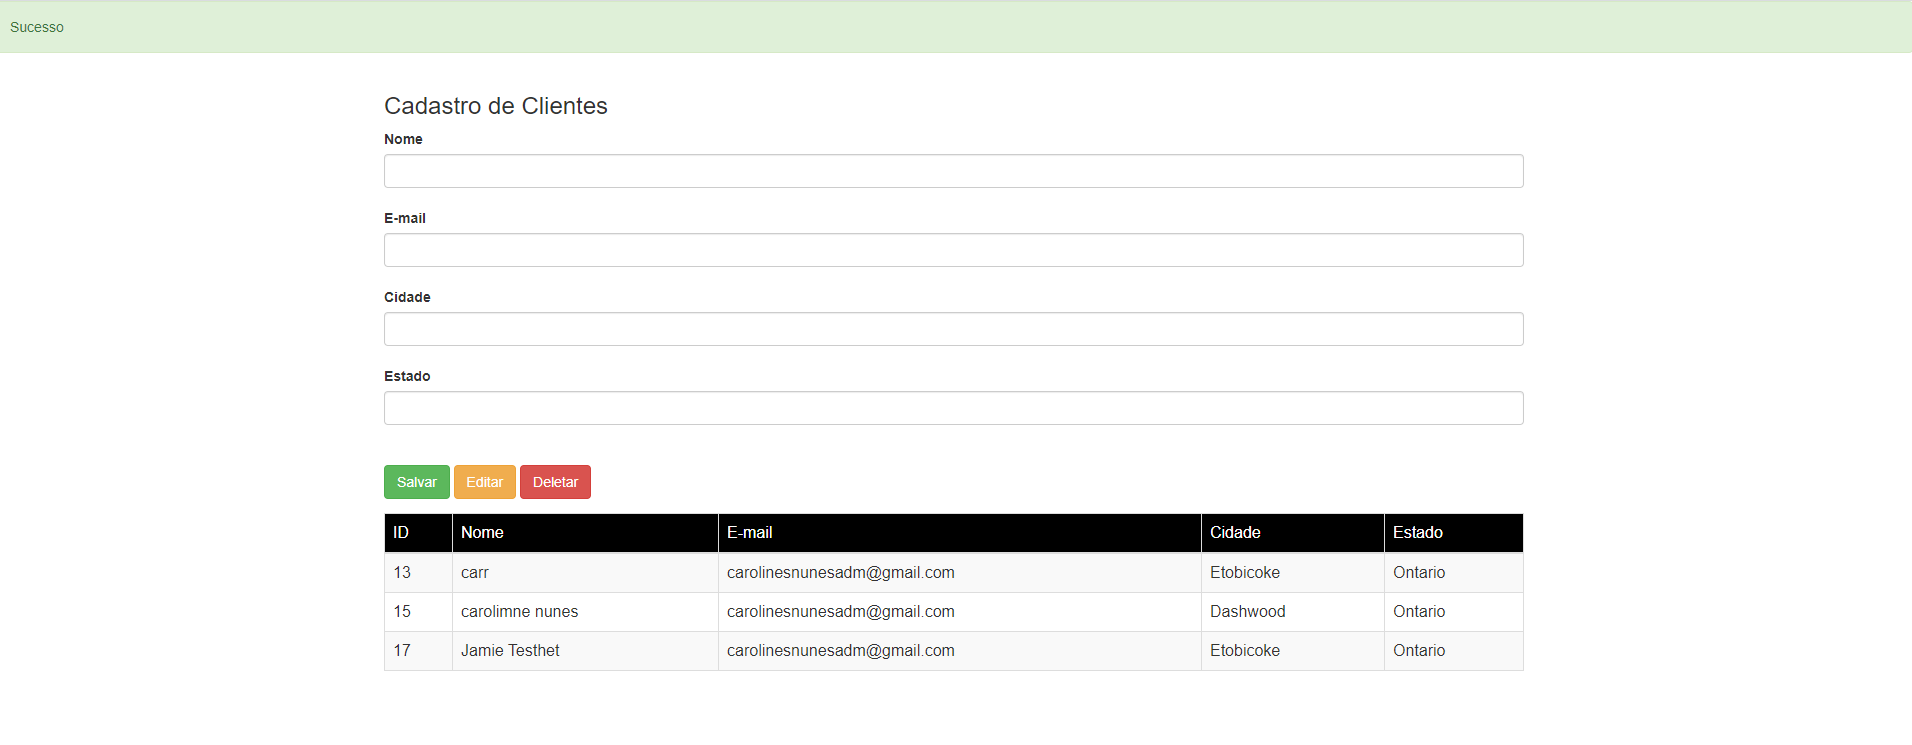 Sucesso
Cadastro de Clientes
Nome
E-mail
Cidade
Estado
Salvar Editar Deletar
ID Nome E-mail Cidade Estado
13 carr carolinesnunesadm@gmail.com Etobicoke Ontario
15 carolimne nunes carolinesnunesadm@gmail.com Dashwood Ontario
17 Jamie Testhet carolinesnunesadm@gmail.com Etobicoke Ontario